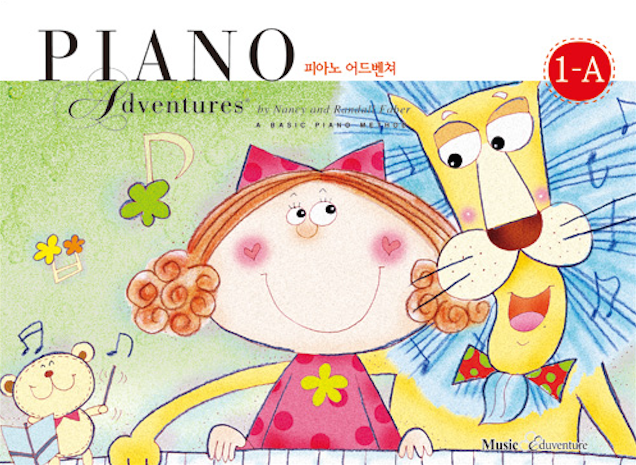 PIANO
피아노 어드벤쳐
1-A
Adventures
by Nancy and Randall Faber
A BASIC PIANO METHOD
Music Eduventure